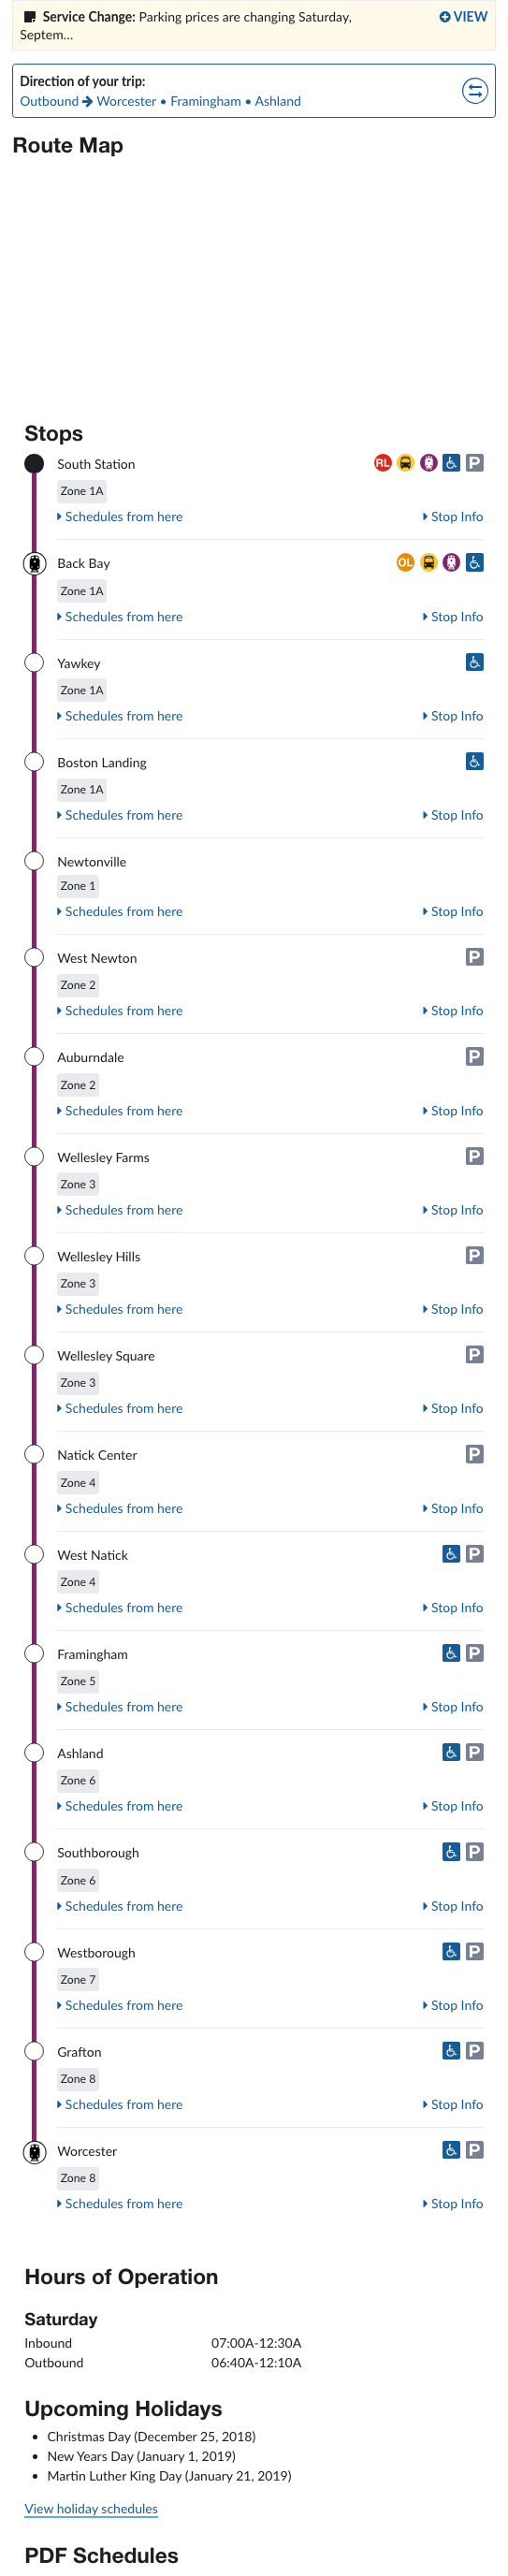 Service Change: Parking prices are changing Saturday, VIEW
Septem...
Direction of your trip:
Outbound Worcester • Framingham • Ashland
Route Map
Stops
South Station RL P
Zone 1A
Schedules from here Stop Info
Back Bay OL
Zone 1A
Schedules from here Stop Info
Yawkey
Zone 1A
Schedules from here Stop Info
Boston Landing
Zone 1A
Schedules from here Stop Info
Newtonville
Zone 1
Schedules from here Stop Info
West Newton P
Zone 2
Schedules from here Stop Info
Auburndale P
Zone 2
Schedules from here Stop Info
Wellesley Farms P
Zone 3
Schedules from here Stop Info
Wellesley Hills P
Zone 3
Schedules from here Stop Info
Wellesley Square P
Zone 3
Schedules from here Stop Info
Natick Center P
Zone 4
Schedules from here Stop Info
West Natick P
Zone 4
Schedules from here Stop Info
Framingham P
Zone 5
Schedules from here Stop Info
Ashland P
Zone 6
Schedules from here Stop Info
Southborough P
Zone 6
Schedules from here Stop Info
Westborough P
Zone 7
Schedules from here Stop Info
Grafton P
Zone 8
Schedules from here Stop Info
Worcester P
Zone 8
Schedules from here Stop Info
Hours of Operation
Saturday
Inbound 07:00A-12:30A
Outbound 06:40A-12:10A
Upcoming Holidays
• Christmas Day (December 25, 2018)
• New Years Day (January 1, 2019)
• Martin Luther King Day (January 21, 2019)
View holiday schedules
PDF Schedules